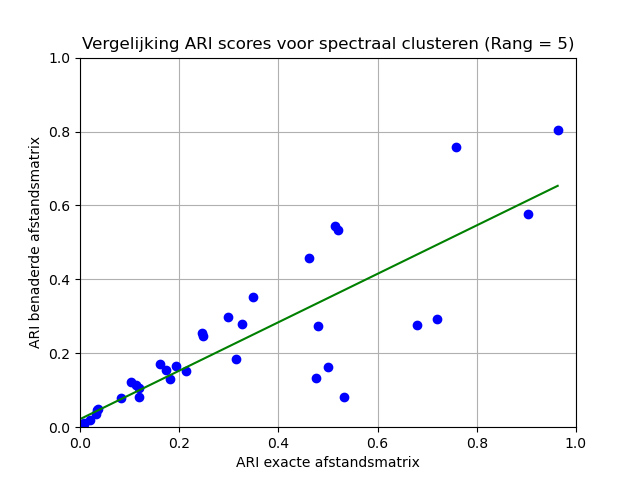 Vergelijking ARI scores voor spectraal clusteren (Rang = 5)
1.0
0.8
0.6
0.4
0.2
0.0
ARI benaderde afstandsmatrix
0.0 0.2 0.4 0.6 0.8 1.0
ARI exacte afstandsmatrix